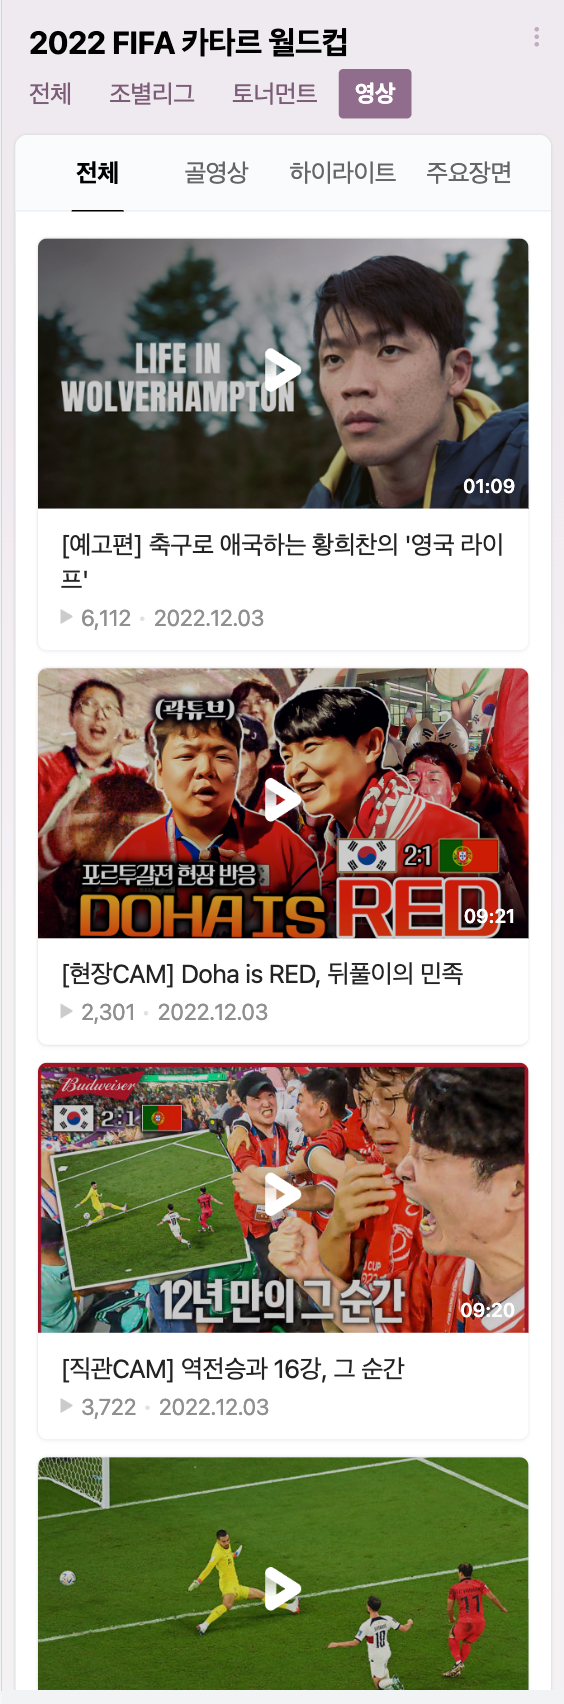 2022 FIFA 카타르 월드컵
전체 조별리그 토너먼트 영상
전체 골영상 하이라이트 주요장면
LIFE IN
WOLVERHAMPTON
01:09
[예고편] 축구로 애국하는 황희찬의 '영국 라이
프'
6,112 • 2022.12.03
(곽튜브)
2:1
포르투갈전 현장 반응
DOHA IS RED
09:21
[현장CAM] Doha is RED, 뒤풀이의 민족
2,301 • 2022.12.03
Budweiser
2:1
12년 만의 그 순간
09:20
[직관CAM] 역전승과 16강, 그 순간
3,722 • 2022.12.03
11
10